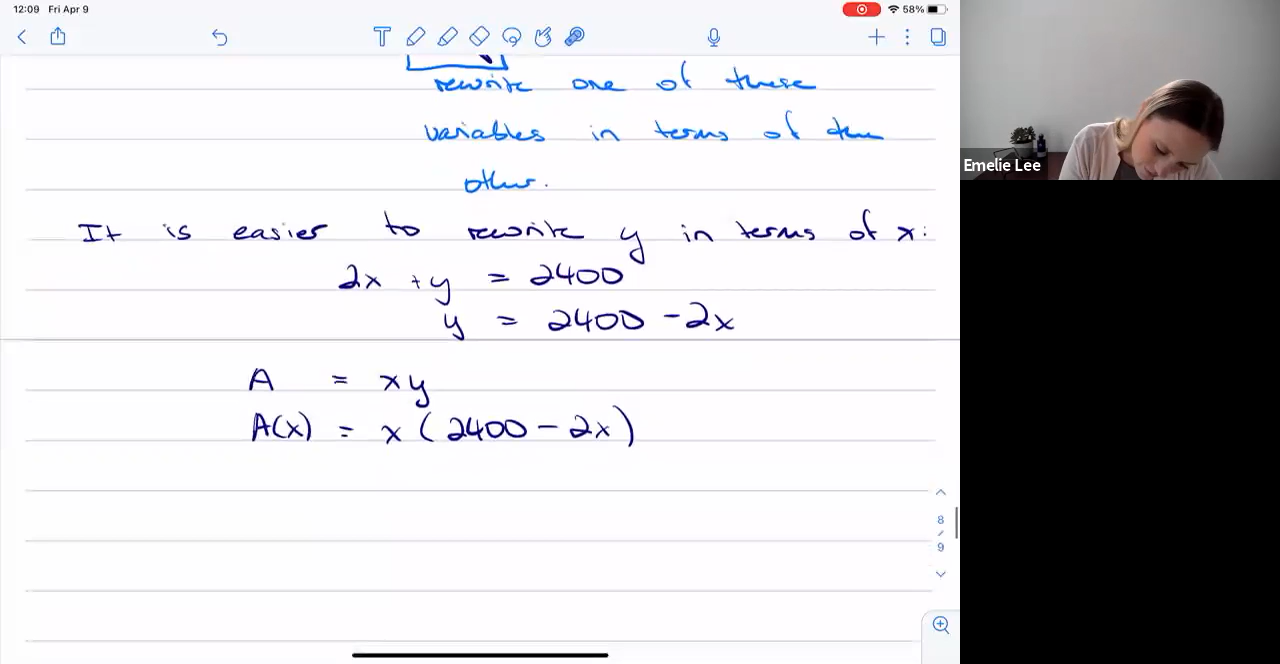 12:09 Fri Apr 9
58%
rewrite one of these
variables in terms of the
other.
It is easier to rewrite y in terms of x:
2x + y = 2400
y = 2400 - 2x
A = xy
A(x) = x(2400 - 2x)
8
/
9
Emelie Lee